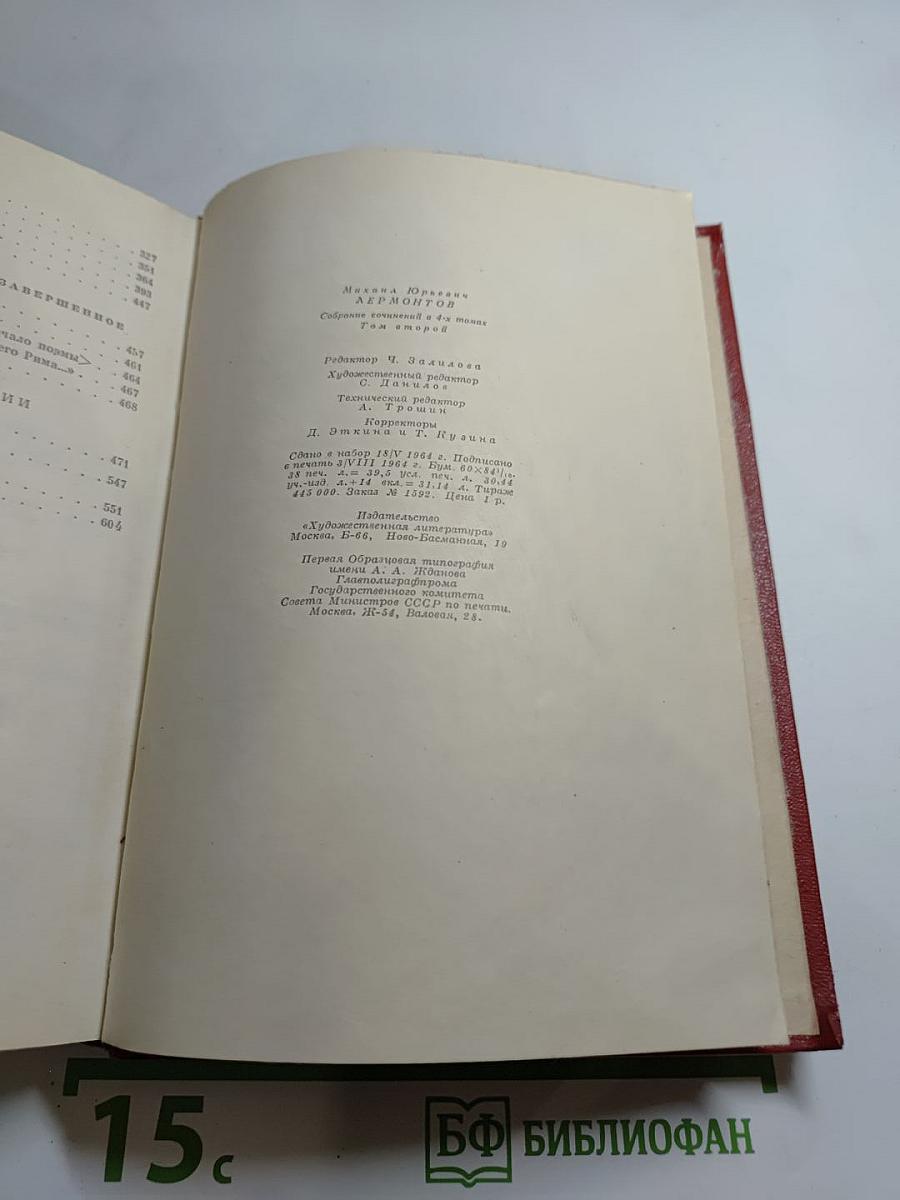 327
351
364
393
447
ЗАВЕРШЕННОЕ
457
чало поэмы> 461
его Рима...» 464
467
468
ИИ
471
547
551
604
Михаил Юрьевич
ЛЕРМОНТОВ
Собрание сочинений в 4-х томах
Том второй
Редактор Ч. Залилова
Художественный редактор
С. Данилов
Технический редактор
А. Трошин
Корректоры
Д. Эткина и Т. Кузина
Сдано в набор 18/V 1964 г. Подписано
в печать 3/VIII 1964 г. Бум. 60×84¹/₁₆.
38 печ. л.= 39,5 усл. печ. л. 30,44
уч.-изд. л.+14 вкл.= 31,14 л. Тираж
445 000. Заказ № 1592. Цена 1 р.
Издательство
«Художественная литература»
Москва, Б-66, Ново-Басманная, 19
Первая Образцовая типография
имени А. А. Жданова
Главполиграфпрома
Государственного комитета
Совета Министров СССР по печати.
Москва, Ж-54, Валовая, 28.
15 с
БФ БИБЛИОФАН